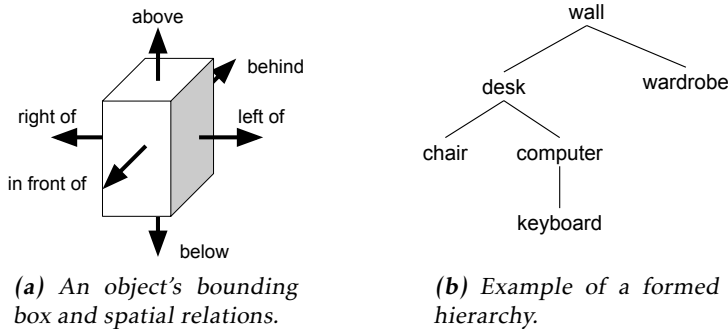 above
behind
right of
left of
in front of
below
(a) An object's bounding
box and spatial relations.
wall
desk
wardrobe
chair
computer
keyboard
(b) Example of a formed
hierarchy.